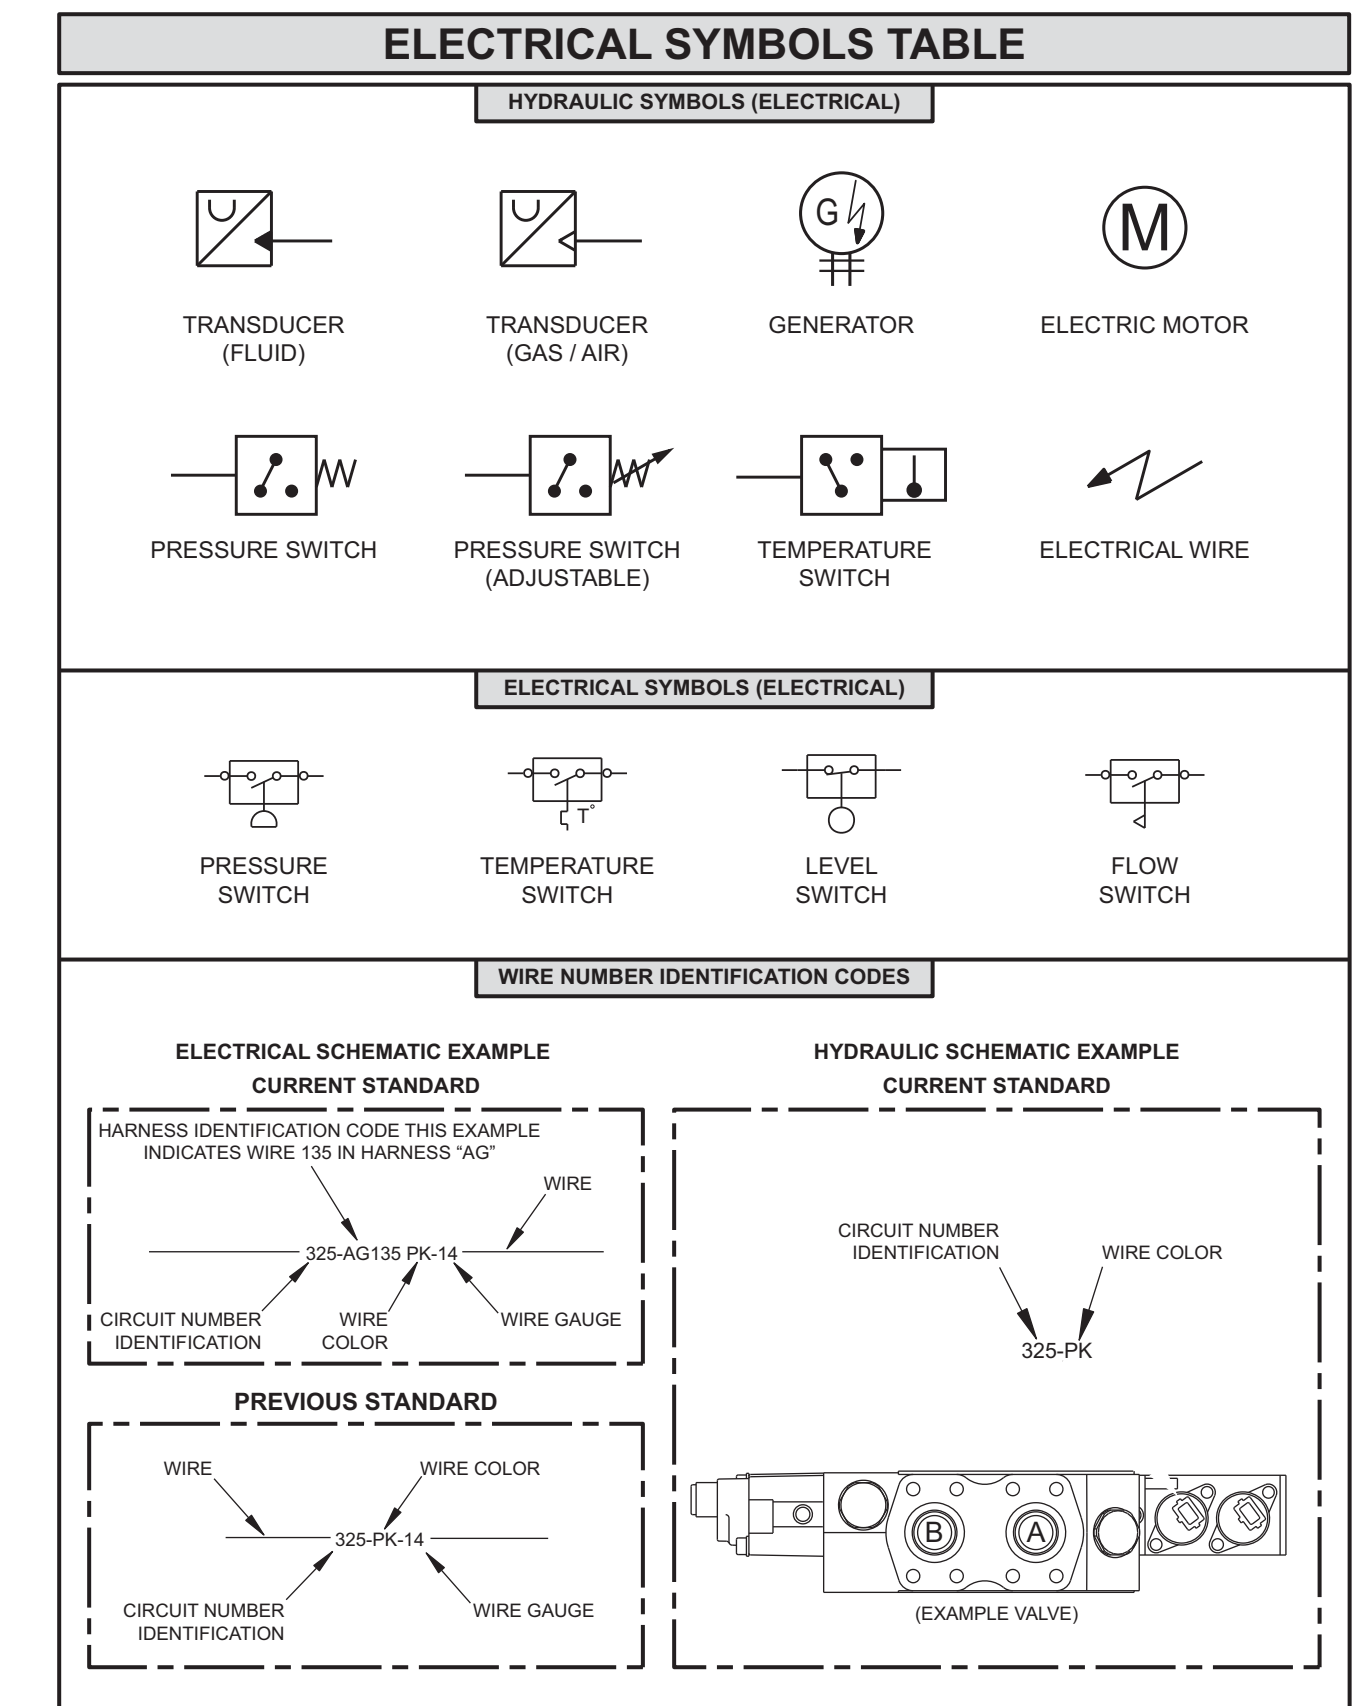 ELECTRICAL SYMBOLS TABLE
HYDRAULIC SYMBOLS (ELECTRICAL)
G
M
TRANSDUCER
(FLUID)
TRANSDUCER
(GAS / AIR)
GENERATOR
ELECTRIC MOTOR
PRESSURE SWITCH
PRESSURE SWITCH
(ADJUSTABLE)
TEMPERATURE
SWITCH
ELECTRICAL WIRE
ELECTRICAL SYMBOLS (ELECTRICAL)
T°
PRESSURE
SWITCH
TEMPERATURE
SWITCH
LEVEL
SWITCH
FLOW
SWITCH
WIRE NUMBER IDENTIFICATION CODES
ELECTRICAL SCHEMATIC EXAMPLE
CURRENT STANDARD
HARNESS IDENTIFICATION CODE THIS EXAMPLE
INDICATES WIRE 135 IN HARNESS “AG”
WIRE
325-AG135 PK-14
CIRCUIT NUMBER
IDENTIFICATION
WIRE
COLOR
WIRE GAUGE
PREVIOUS STANDARD
WIRE
WIRE COLOR
325-PK-14
CIRCUIT NUMBER
IDENTIFICATION
WIRE GAUGE
HYDRAULIC SCHEMATIC EXAMPLE
CURRENT STANDARD
CIRCUIT NUMBER
IDENTIFICATION
WIRE COLOR
325-PK
B
A
(EXAMPLE VALVE)